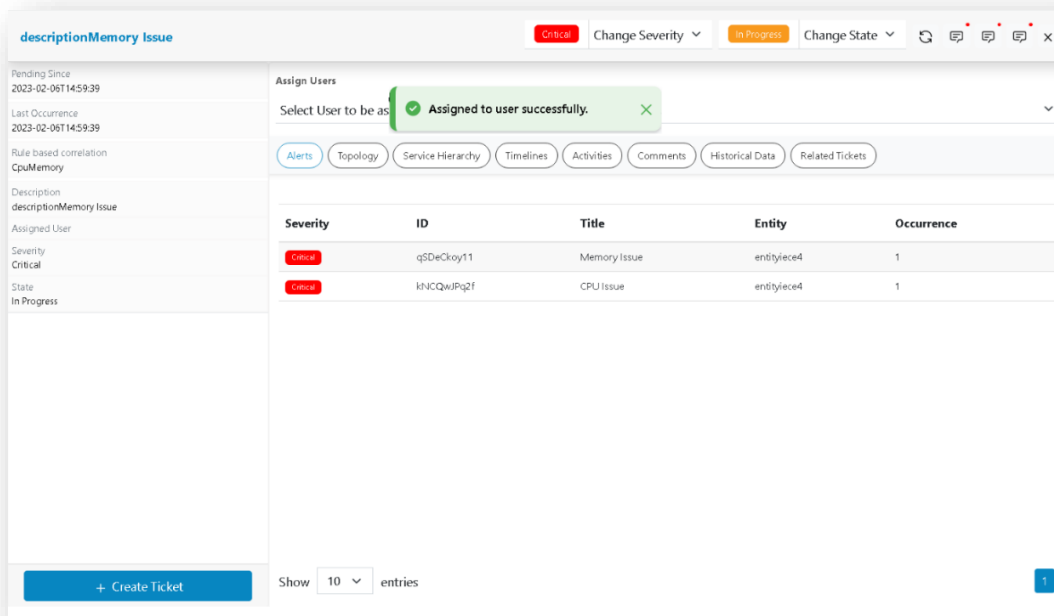 descriptionMemory Issue
Critical Change Severity In Progress Change State
Pending Since
2023-02-06T14:59:39
Last Occurrence
2023-02-06T14:59:39
Rule based correlation
CpuMemory
Description
descriptionMemory Issue
Assigned User
Severity
Critical
State
In Progress
+ Create Ticket
Assign Users
Select User to be as
Assigned to user successfully.
Alerts Topology Service Hierarchy Timelines Activities Comments Historical Data Related Tickets
Severity ID Title Entity Occurrence
Critical qSDeCkoy11 Memory Issue entityiece4 1
Critical kNCQwJPq2f CPU Issue entityiece4 1
Show 10 entries
1